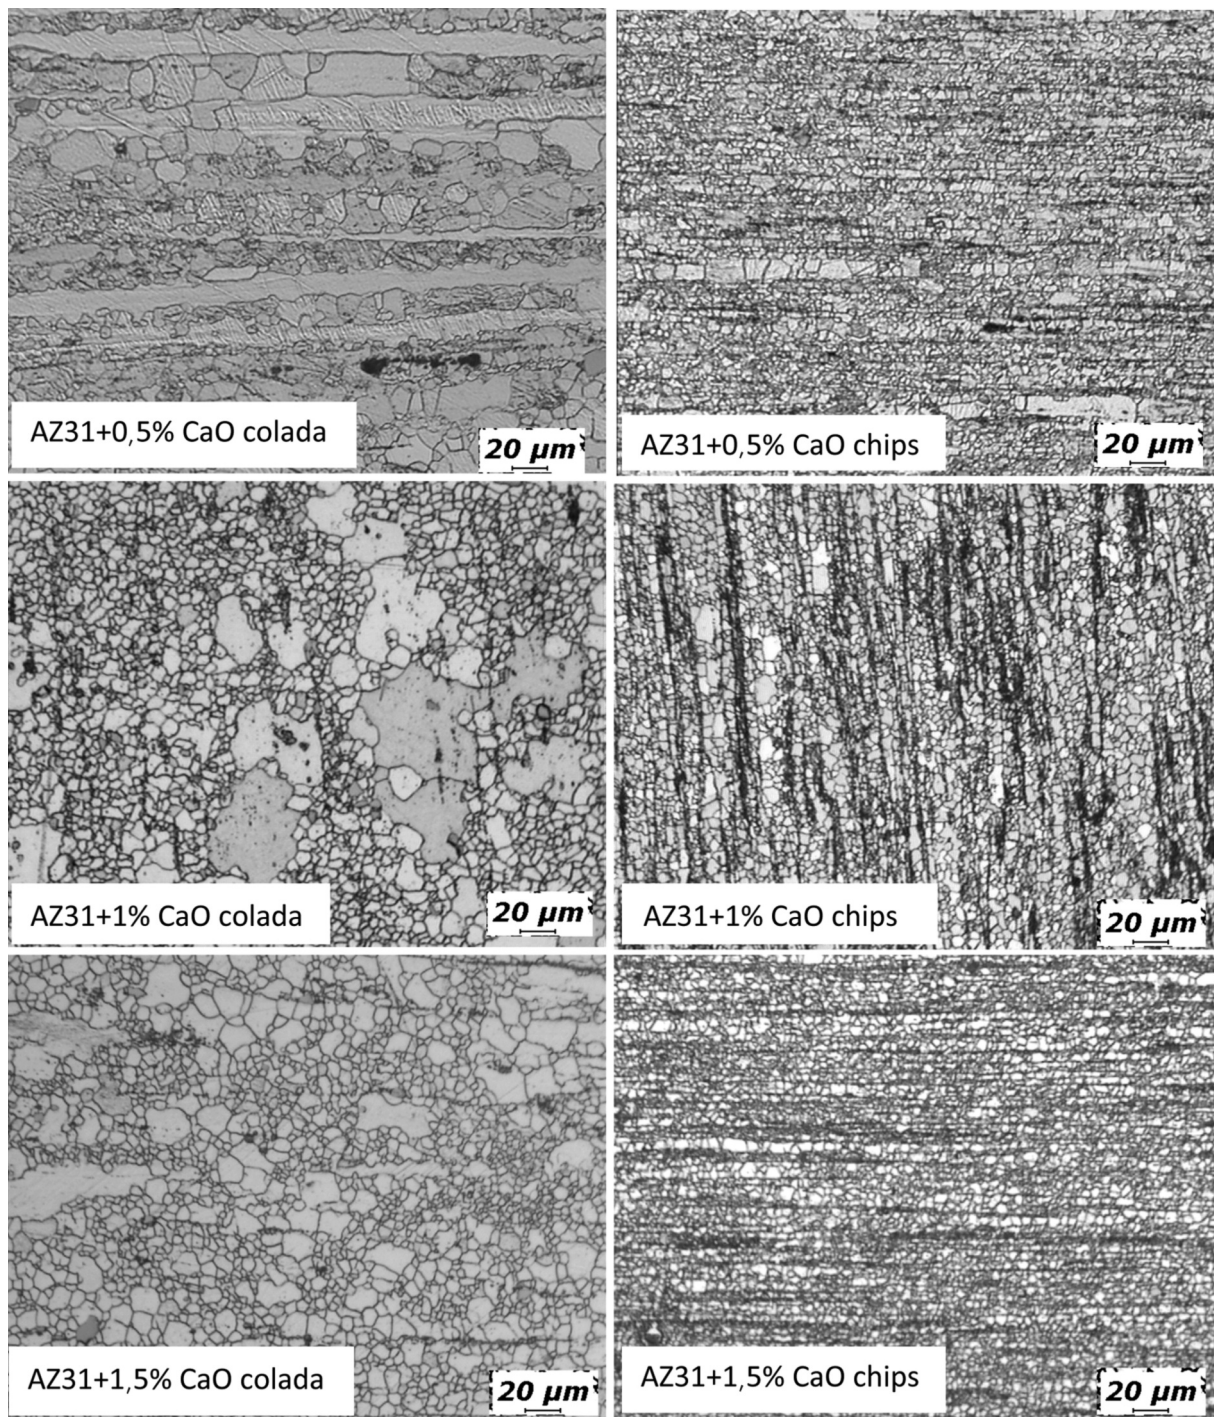 AZ31+0,5% CaO colada
20 μm
AZ31+0,5% CaO chips
20 μm
AZ31+1% CaO colada
20 μm
AZ31+1% CaO chips
20 μm
AZ31+1,5% CaO colada
20 μm
AZ31+1,5% CaO chips
20 μm